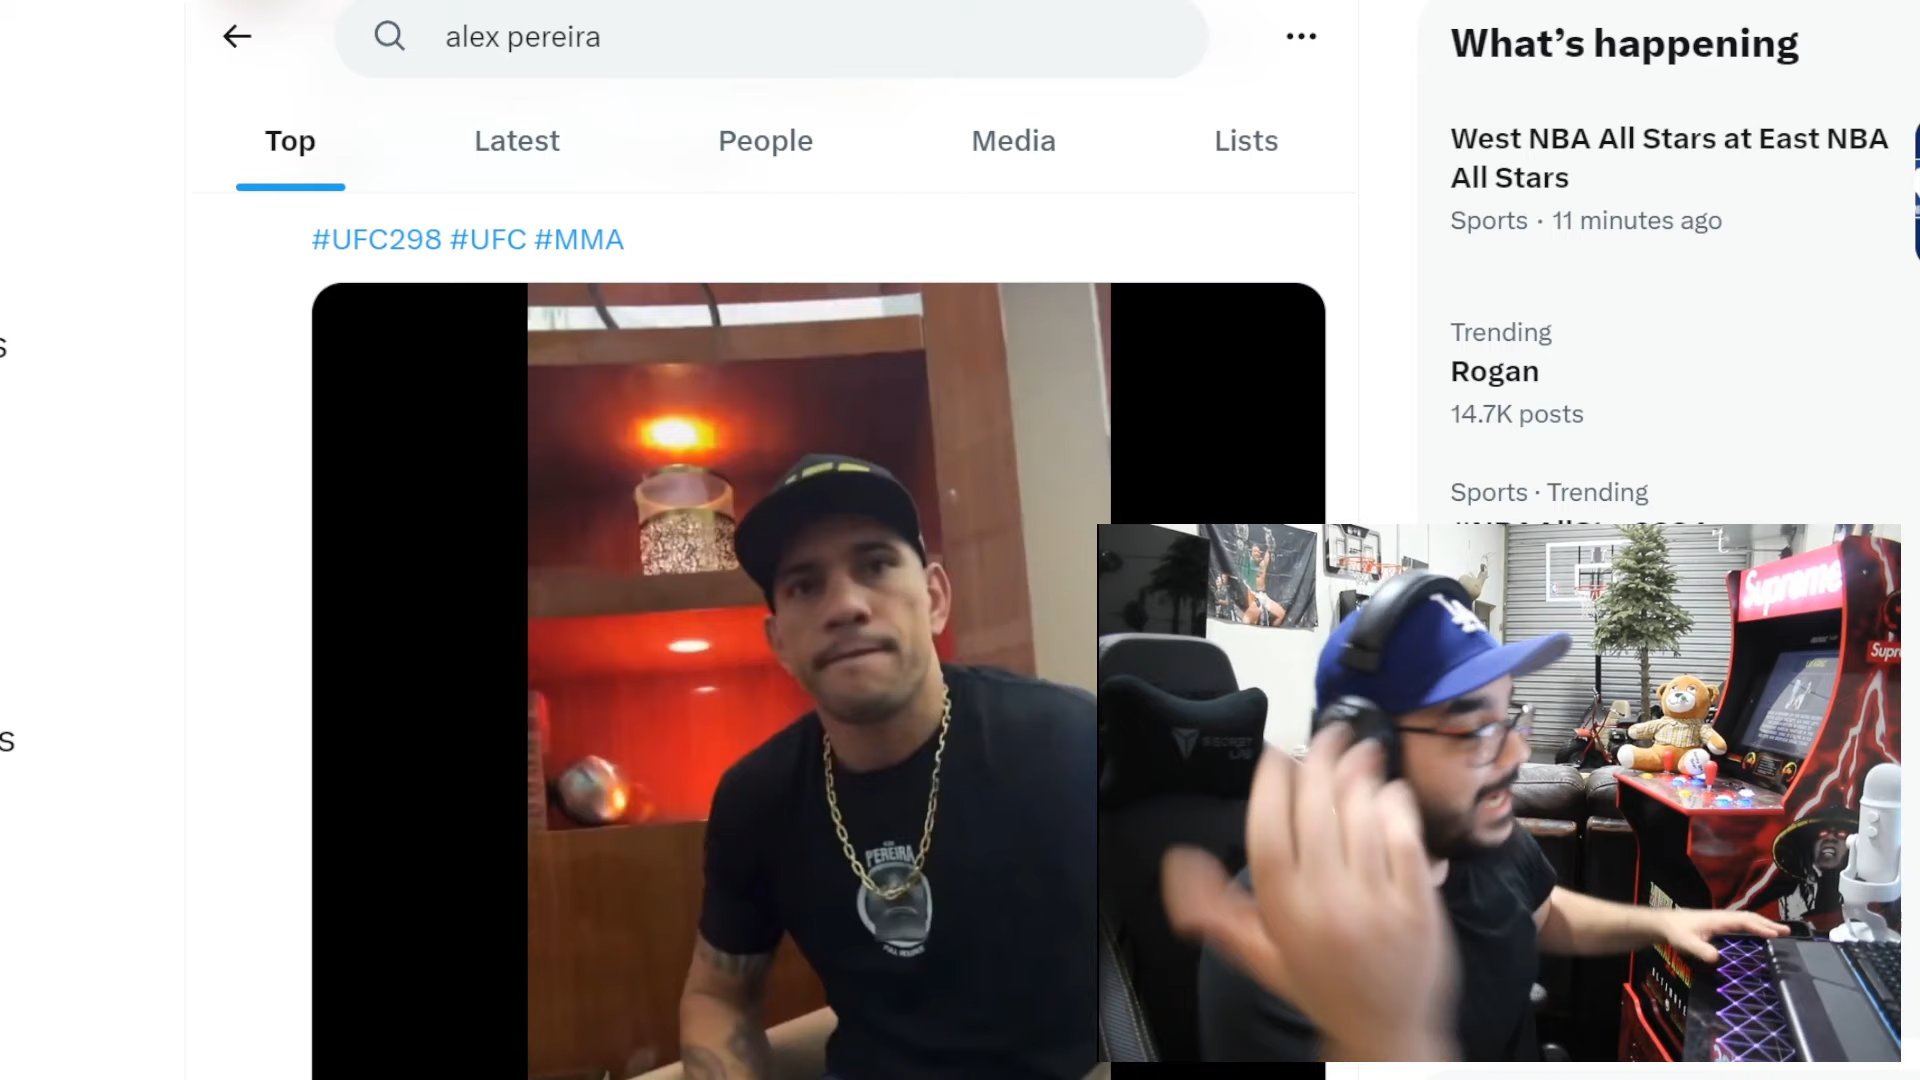 alex pereira
Top
Latest
People
Media
Lists
#UFC298 #UFC #MMA
PEREIRA
What's happening
West NBA All Stars at East NBA
All Stars
Sports · 11 minutes ago
Trending
Rogan
14.7K posts
Sports · Trending
LA
Supreme
s
s